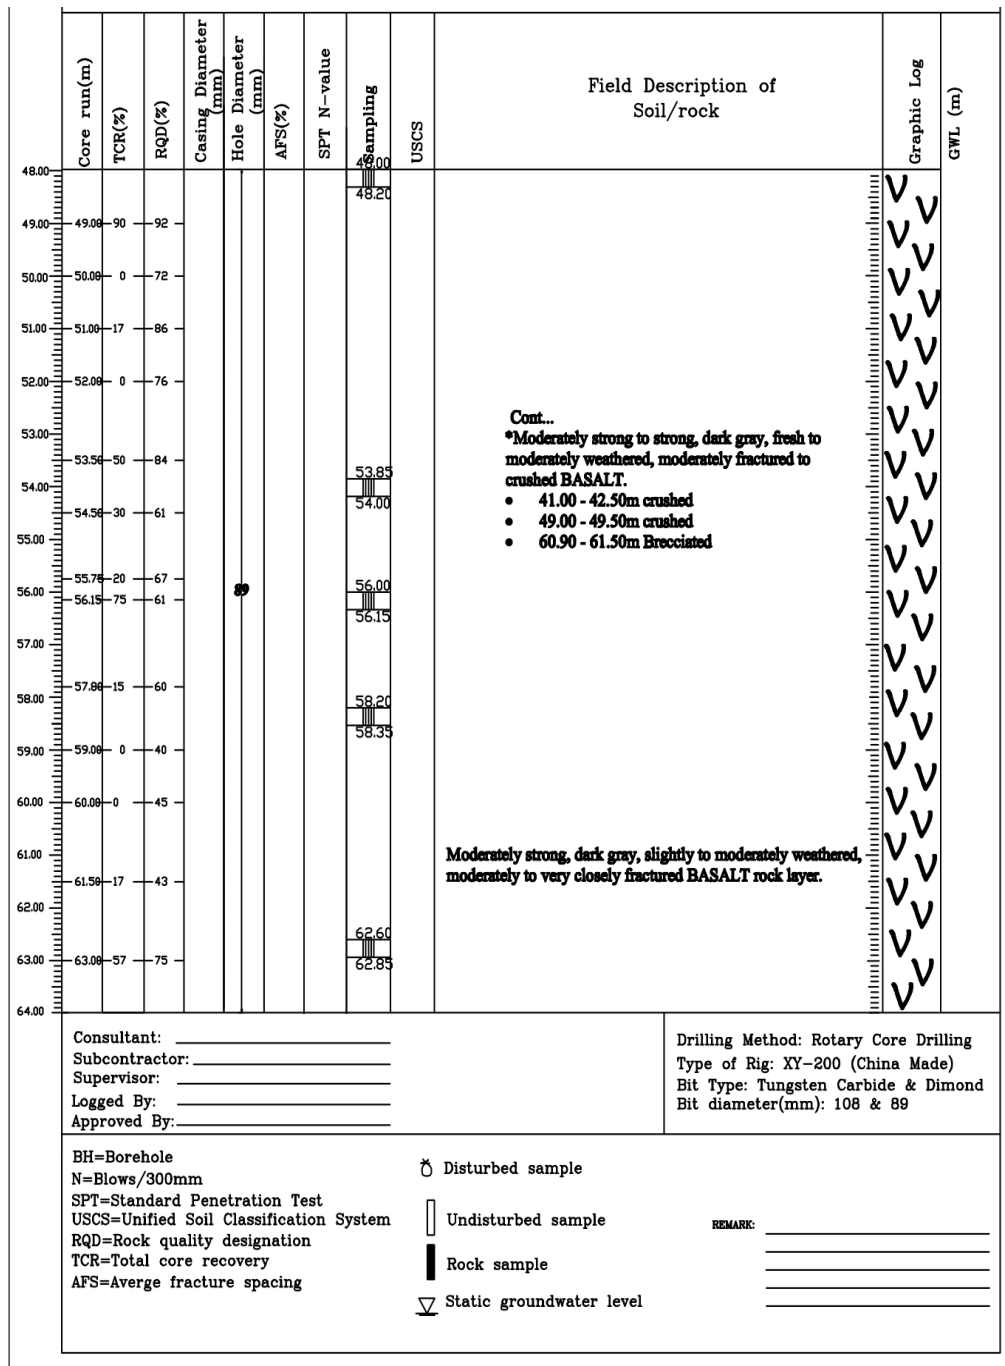 Core run(m)
TCR(%)
RQD(%)
Casing Diameter
(mm)
Hole Diameter
(mm)
AFS(%)
SPT N-value
Sampling
USCS
Field Description of
Soil/rock
Graphic Log
GWL (m)
48.00
48.00
48.20
49.00 49.00 90 92
50.00 50.00 0 72
51.00 51.00 17 86
52.00 52.00 0 76
53.00
53.50 50 84
53.85
54.00
54.00
54.50 30 61
55.00
55.75 20 67
56.00
56.00 89
56.15 75 61
56.15
57.00
57.80 15 60
58.00
58.20
58.35
59.00 59.00 0 40
60.00 60.00 0 45
61.00
61.50 17 43
62.00
62.60
62.85
63.00 63.00 57 75
64.00
Cont...
*Moderately strong to strong, dark gray, fresh to
moderately weathered, moderately fractured to
crushed BASALT.
• 41.00 - 42.50m crushed
• 49.00 - 49.50m crushed
• 60.90 - 61.50m Brecciated
Moderately strong, dark gray, slightly to moderately weathered,
moderately to very closely fractured BASALT rock layer.
Consultant:
Subcontractor:
Supervisor:
Logged By:
Approved By:
Drilling Method: Rotary Core Drilling
Type of Rig: XY-200 (China Made)
Bit Type: Tungsten Carbide & Dimond
Bit diameter(mm): 108 & 89
BH=Borehole
N=Blows/300mm
SPT=Standard Penetration Test
USCS=Unified Soil Classification System
RQD=Rock quality designation
TCR=Total core recovery
AFS=Averge fracture spacing
Disturbed sample
Undisturbed sample
Rock sample
Static groundwater level
REMARK: